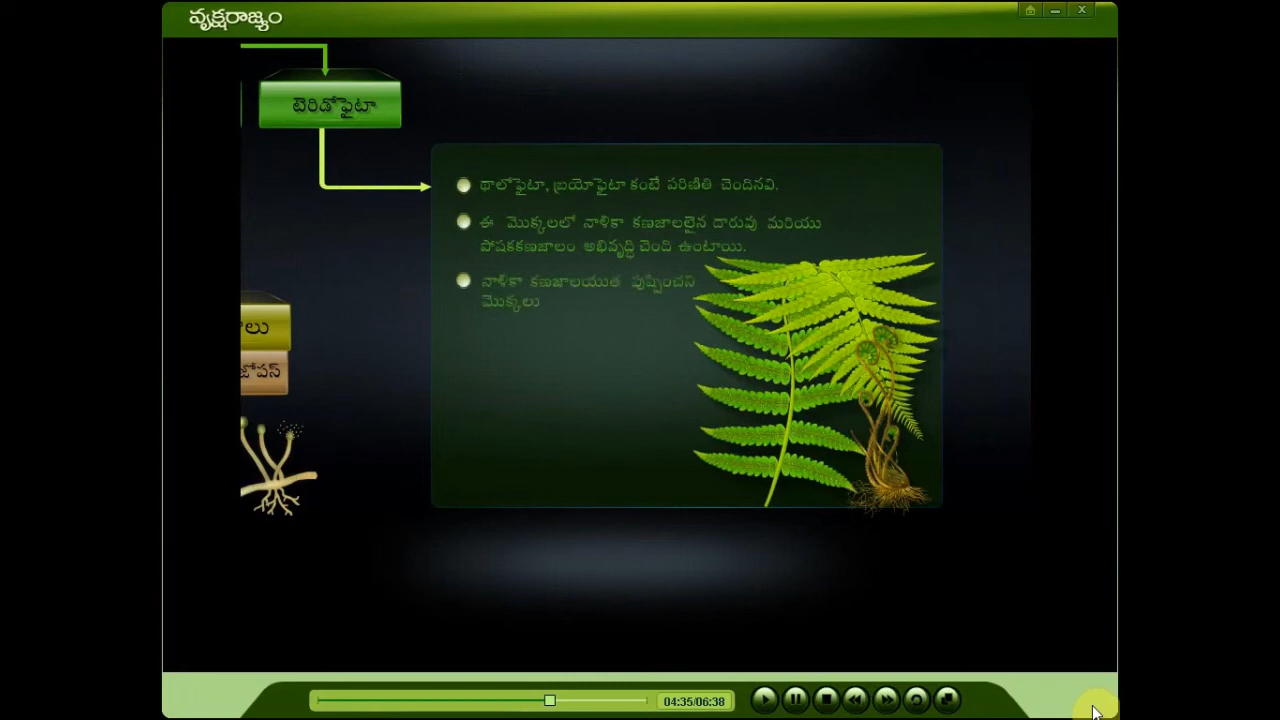 వృక్షరాజ్యం
టెరిడోఫైటా
థాలోఫైటా, బ్రయోఫైటా కంటే పరిణితి చెందినవి.
ఈ మొక్కలలో నాళికా కణజాలలైన దారువు మరియు
పోషకకణజాలం అభివృద్ధి చెంది ఉంటాయి.
నాళికా కణజాలయుత పుష్పించని
మొక్కలు
04:35/06:38